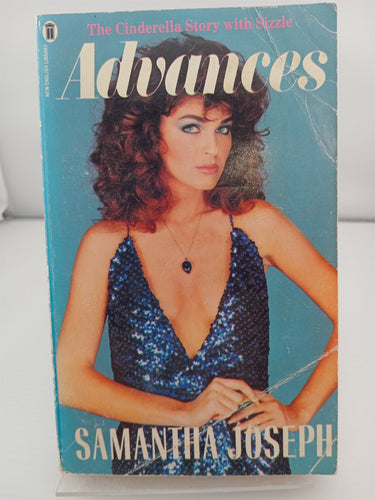 The Cinderella Story with Sizzle
Advances
NEW ENGLISH LIBRARY
SAMANTHA JOSEPH